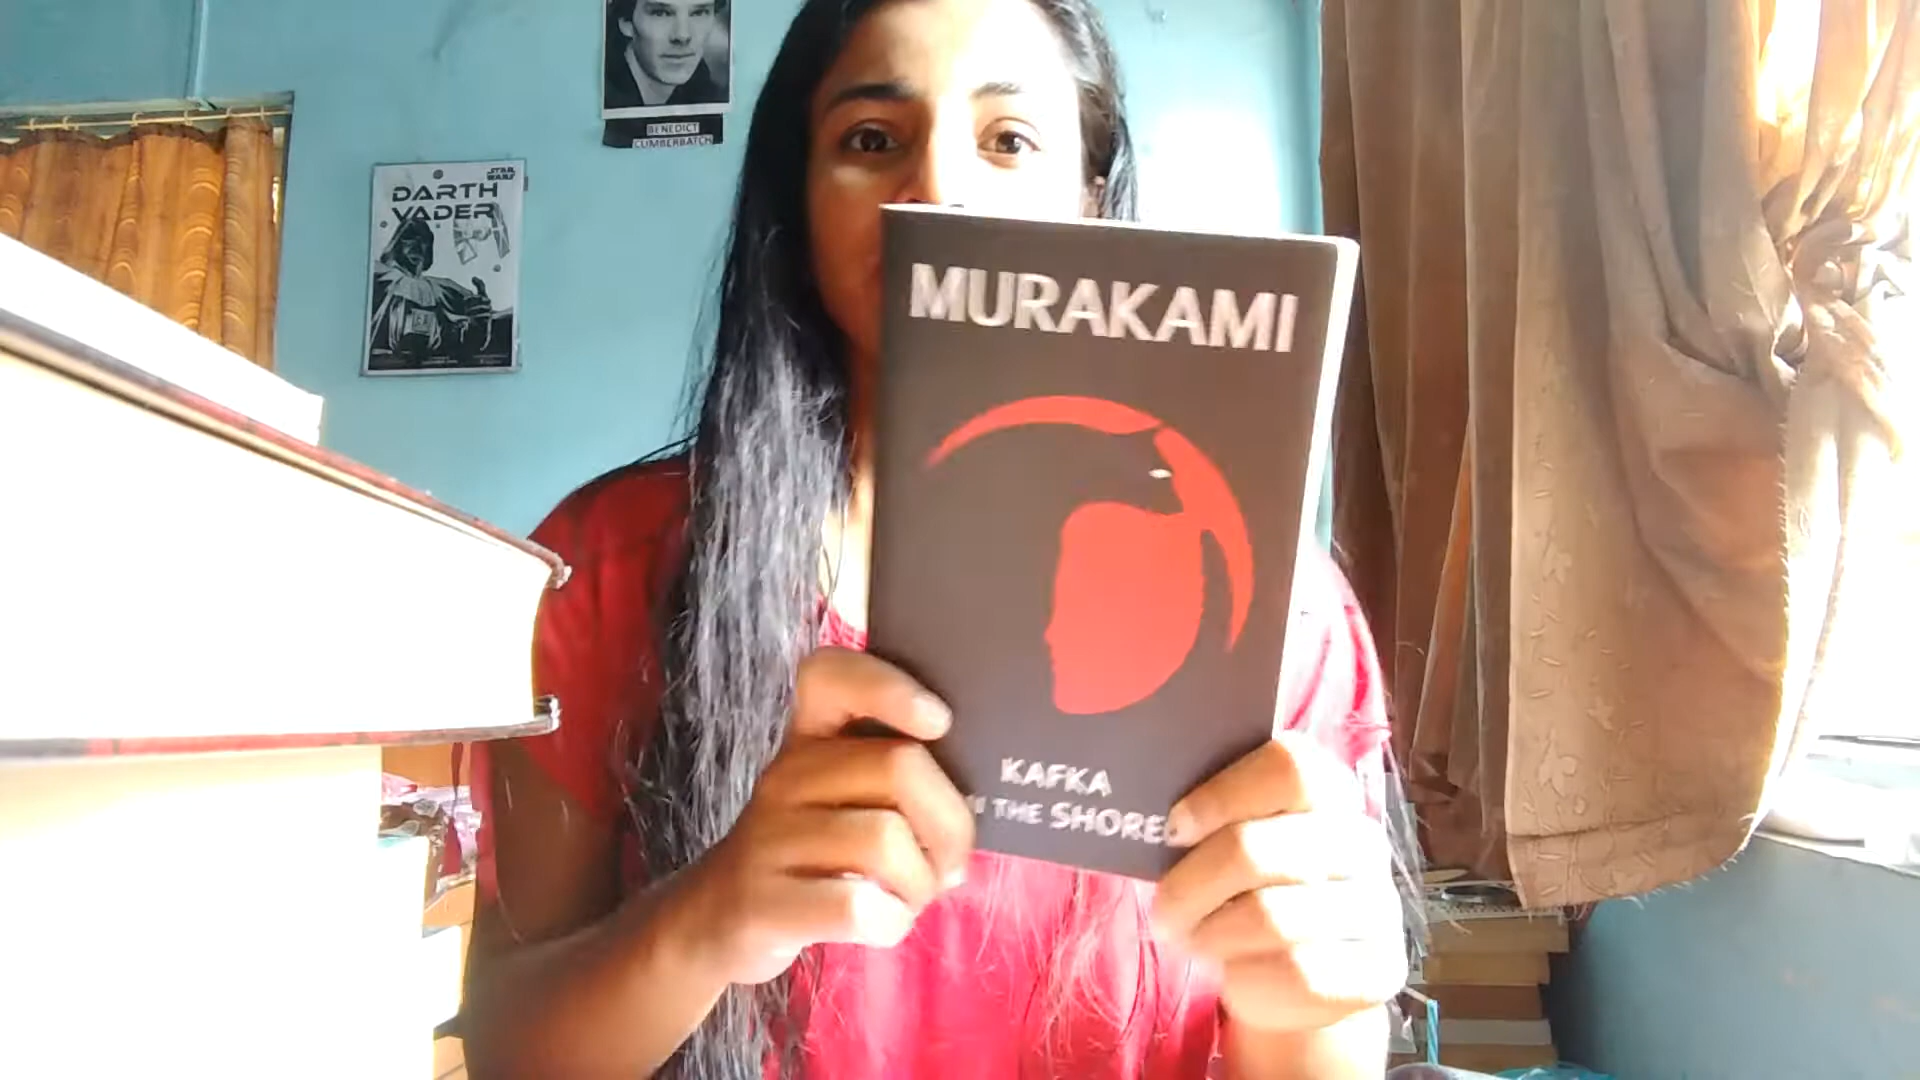 BENEDICT
CUMBERBATCH
STAR
WARS
DARTH
VADER
MURAKAMI
KAFKA
THE SHORE